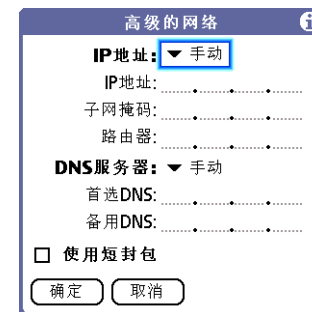 高级的网络
IP地址: 手动
IP地址:
子网掩码:
路由器:
DNS服务器: 手动
首选DNS:
备用DNS:
使用短封包
确定 取消